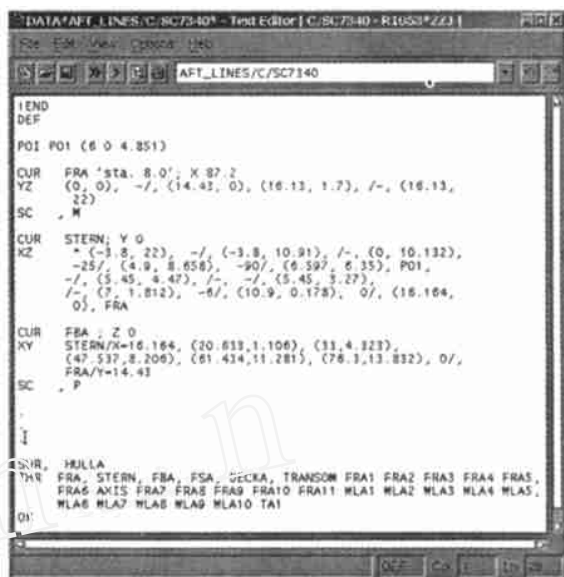 DATA*AFT_LINES/C/SC7340* - Text Editor | C/SC7340 - R1653*223 |
File Edit View Options Help
AFT_LINES/C/SC7340
!END
DEF
POI PO1 (6 0 4.851)
CUR FRA 'sta. 8.0'; X 87.2
YZ (0, 0), -/, (14.43, 0), (16.13, 1.7), /-, (16.13,
22)
SC , M
CUR STERN; Y 0
XZ * (-3.8, 22), -/, (-3.8, 10.91), /-, (0, 10.132),
-25/, (4.9, 8.658), -90/, (6.597, 6.35), PO1,
-/, (5.45, 4.47), /-, -/, (5.45, 3.27),
/-, (7, 1.812), -6/, (10.9, 0.178), 0/, (16.164,
0), FRA
CUR FBA ; Z 0
XY STERN/X=16.164, (20.633,1.106), (33,4.323),
(47.537,8.206), (61.434,11.281), (76.3,13.832), 0/,
FRA/Y=14.43
SC , P
SUR, HULLA
THR FRA, STERN, FBA, FSA, DECKA, TRANSOM FRA1 FRA2 FRA3 FRA4 FRA5,
FRA6 AXIS FRA7 FRA8 FRA9 FRA10 FRA11 WLA1 WLA2 WLA3 WLA4 WLA5,
WLA6 WLA7 WLA8 WLA9 WLA10 TA1